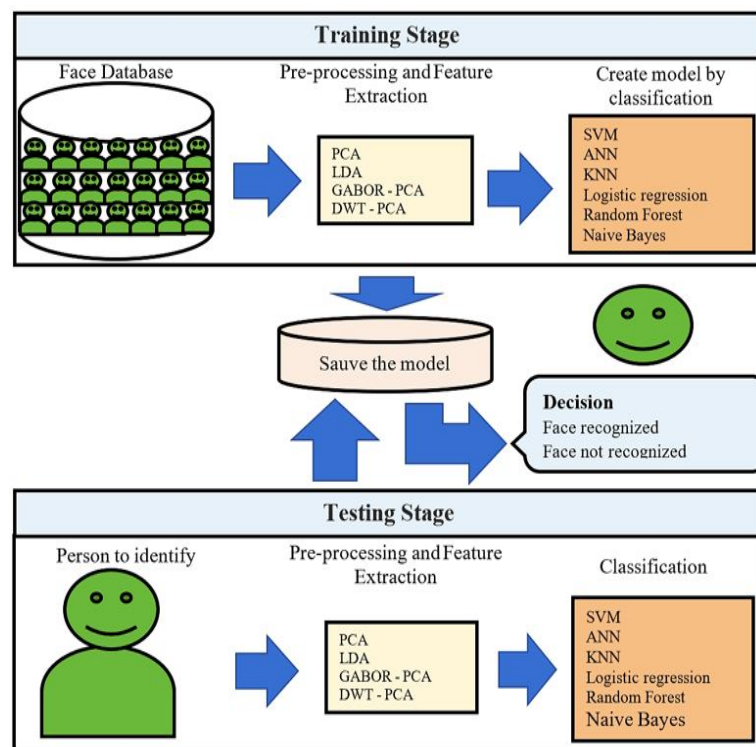 Training Stage
Face Database
Pre-processing and Feature
Extraction
Create model by
classification
PCA
LDA
GABOR - PCA
DWT - PCA
SVM
ANN
KNN
Logistic regression
Random Forest
Naive Bayes
Sauve the model
Decision
Face recognized
Face not recognized
Testing Stage
Person to identify
Pre-processing and Feature
Extraction
Classification
PCA
LDA
GABOR - PCA
DWT - PCA
SVM
ANN
KNN
Logistic regression
Random Forest
Naive Bayes